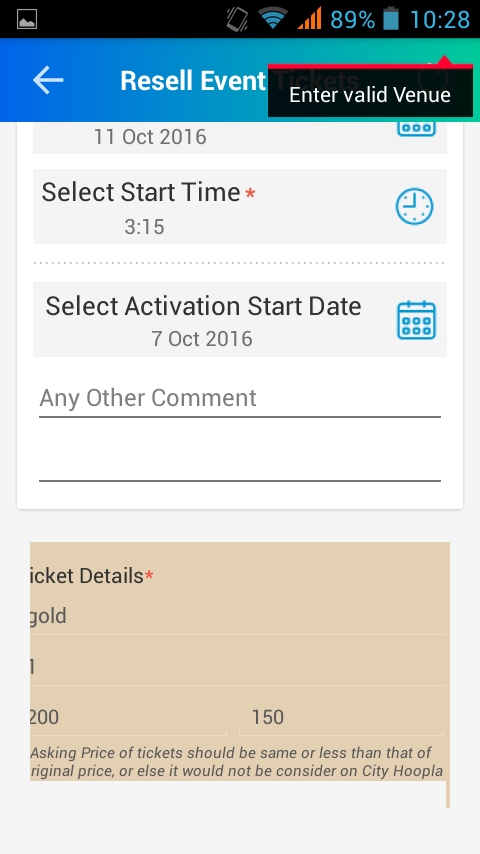 89% 10:28
Resell Event Tickets
Enter valid Venue
11 Oct 2016
Select Start Time *
3:15
Select Activation Start Date
7 Oct 2016
Any Other Comment
icket Details*
gold
1
200 150
Asking Price of tickets should be same or less than that of
riginal price, or else it would not be consider on City Hoopla